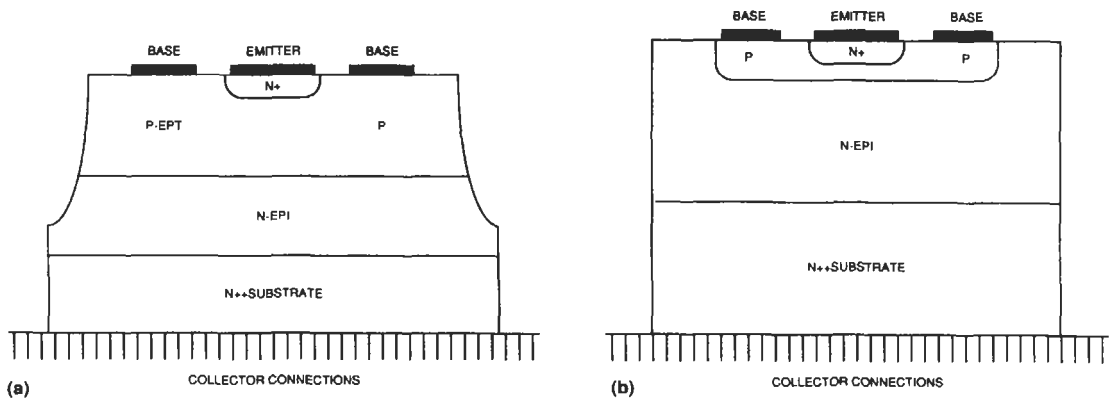 BASE EMITTER BASE
N+
P-EPT P
N-EPI
N++SUBSTRATE
COLLECTOR CONNECTIONS
(a)
BASE EMITTER BASE
P N+ P
N-EPI
N++SUBSTRATE
COLLECTOR CONNECTIONS
(b)